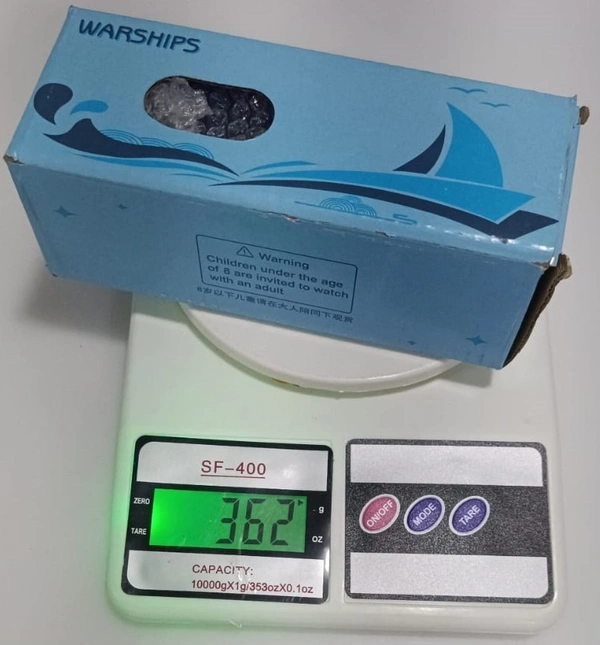 WARSHIPS
Warning
Children under the age
of 8 are invited to watch
with an adult
8岁以下儿童请在大人陪同下观赏
SF-400
ZERO
TARE
362
g
OZ
CAPACITY:
10000gX1g/353ozX0.1oz
ON/OFF
MODE
TARE